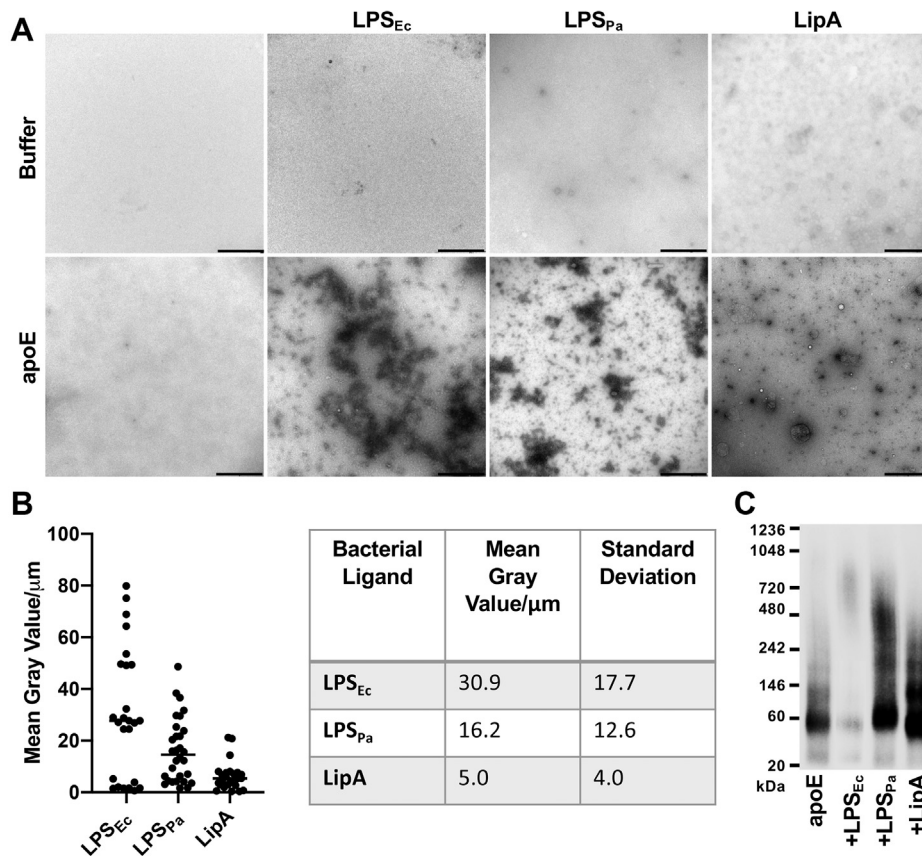 A
LPSEc
LPSPa
LipA
Buffer
apoE
B
Mean Gray Value/μm
100
80
60
40
20
0
LPSEc
LPSPa
LipA
Bacterial Ligand
Mean Gray Value/μm
Standard Deviation
LPSEc
30.9
17.7
LPSPa
16.2
12.6
LipA
5.0
4.0
C
1236
1048
720
480
242
146
60
20
kDa
apoE
+LPSEc
+LPSPa
+LipA